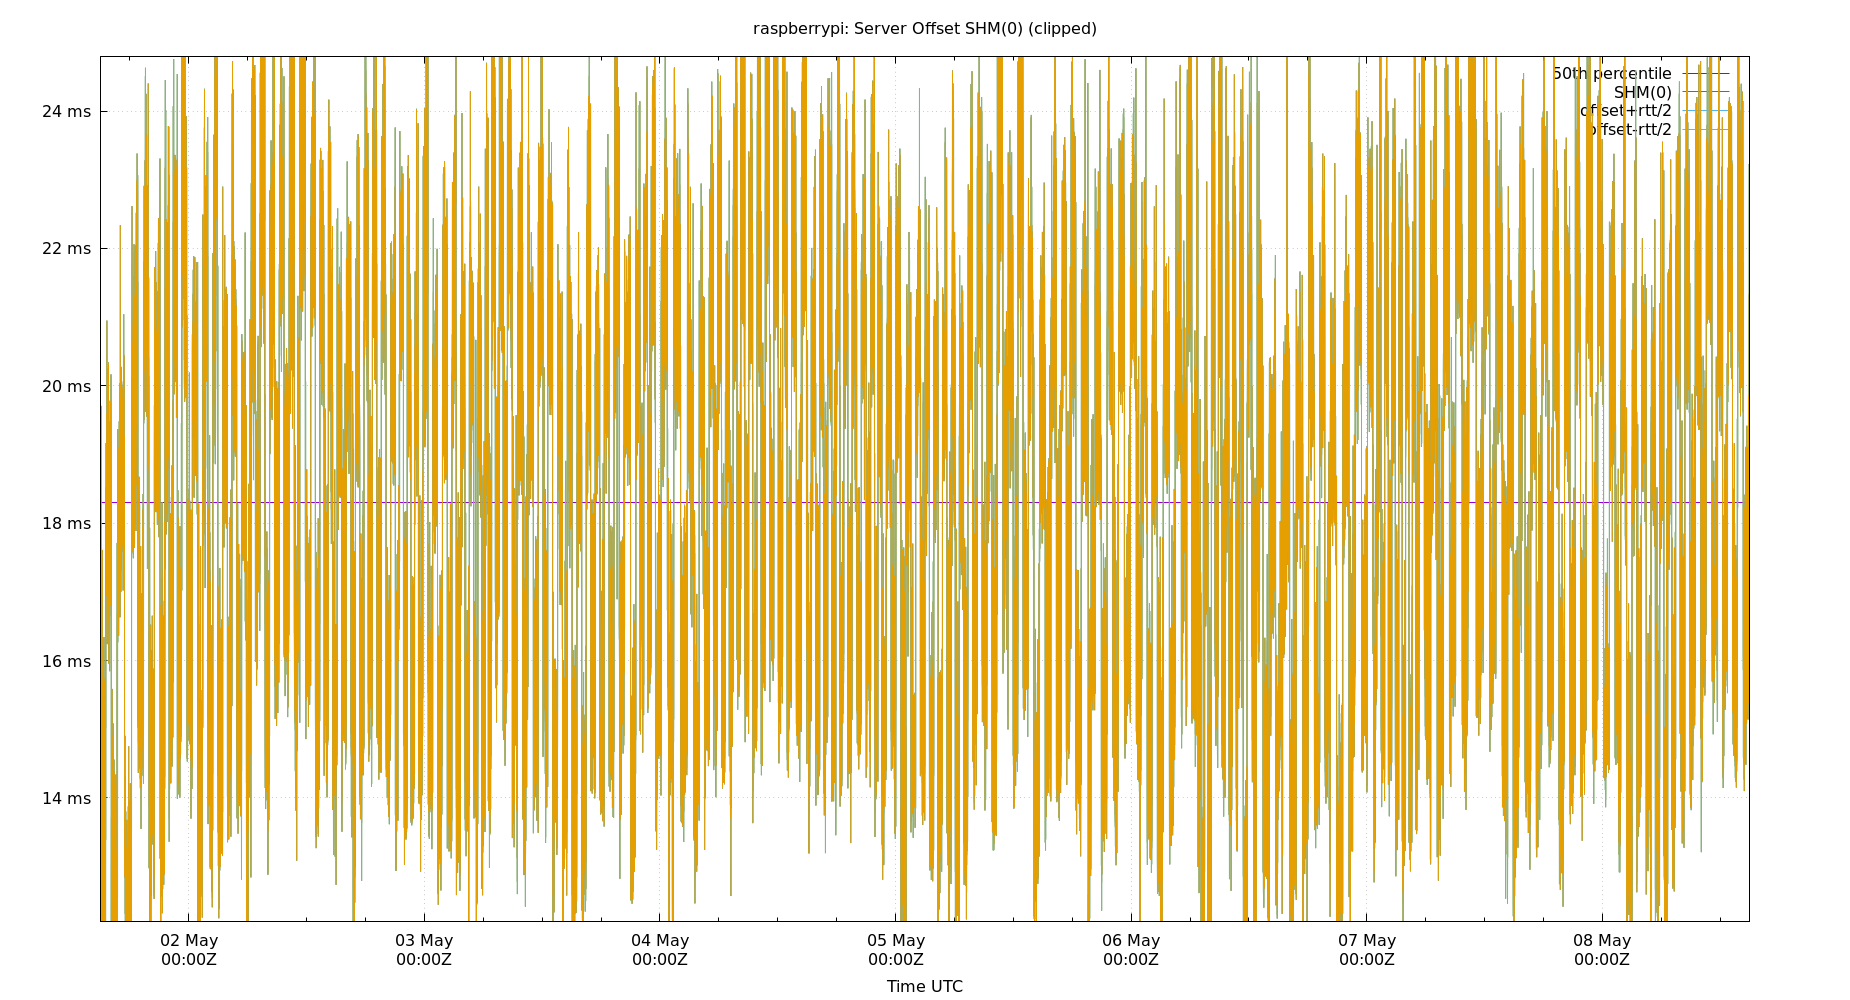 raspberrypi: Server Offset SHM(0) (clipped)
50th percentile
SHM(0)
offset+rtt/2
offset-rtt/2
24 ms
22 ms
20 ms
18 ms
16 ms
14 ms
02 May
00:00Z
03 May
00:00Z
04 May
00:00Z
05 May
00:00Z
06 May
00:00Z
07 May
00:00Z
08 May
00:00Z
Time UTC